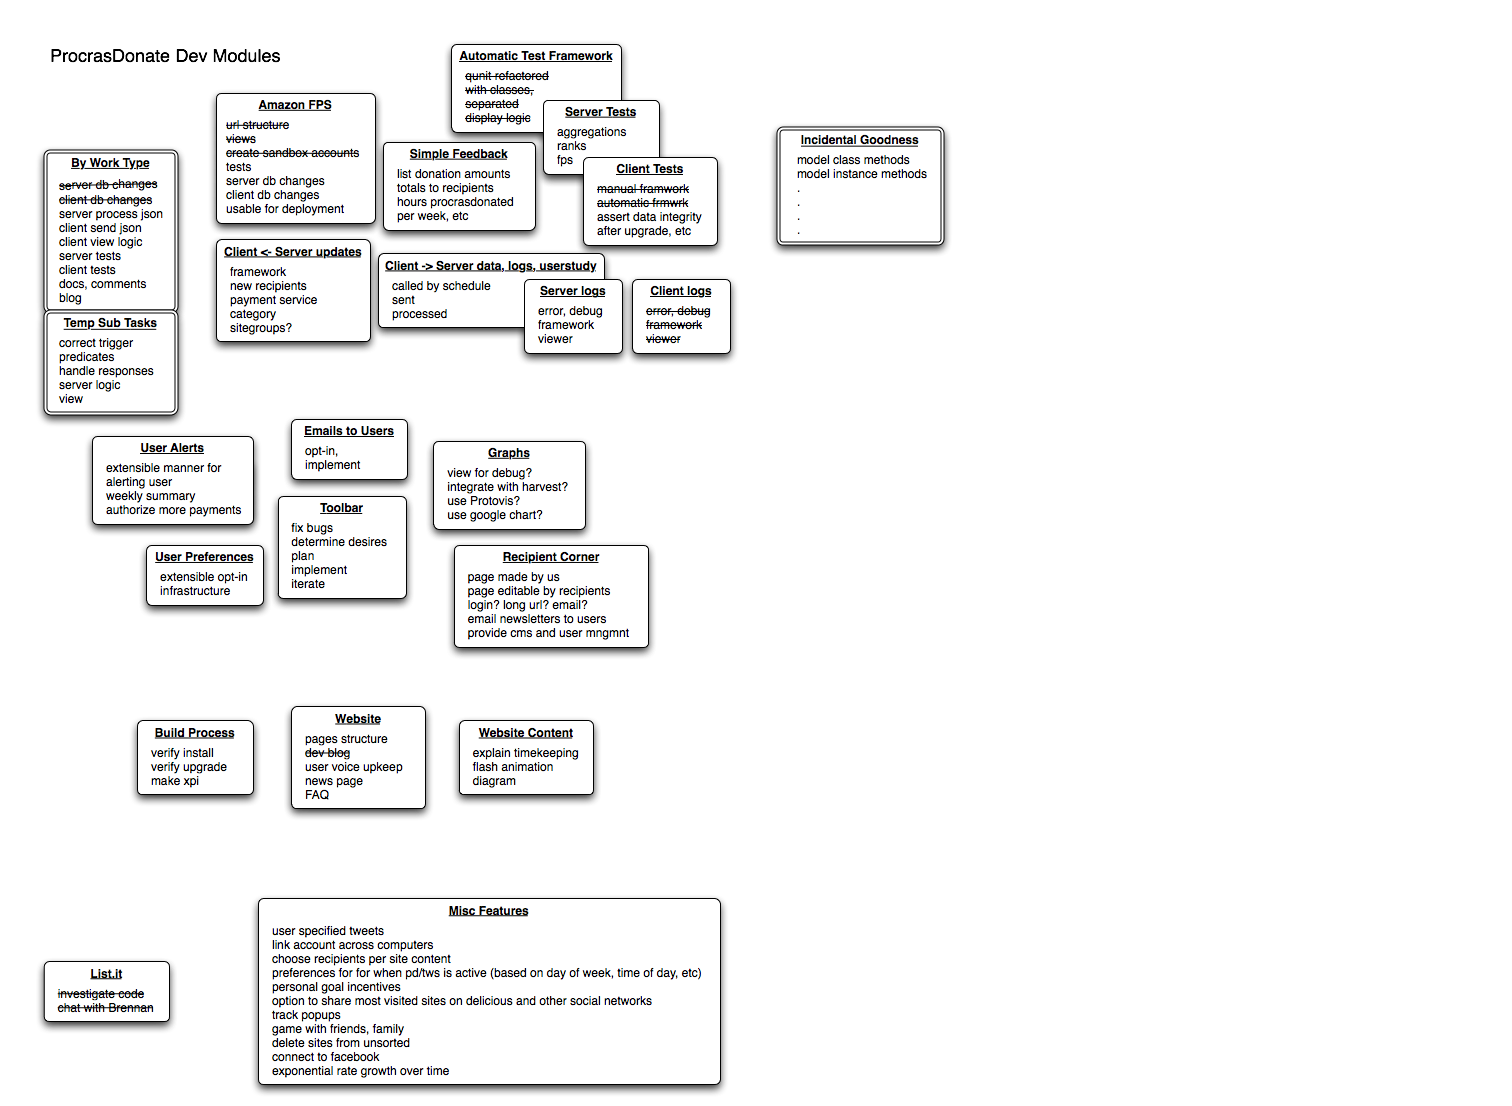 ProcrasDonate Dev Modules
Automatic Test Framework
qunit refactored
with classes,
separated
display logic
Server Tests
aggregations
ranks
fps
Client Tests
manual framwork
automatic frmwrk
assert data integrity
after upgrade, etc
Amazon FPS
url structure
views
create sandbox accounts
tests
server db changes
client db changes
usable for deployment
Simple Feedback
list donation amounts
totals to recipients
hours procrasdonated
per week, etc
Incidental Goodness
model class methods
model instance methods
.
.
.
.
By Work Type
server db changes
client db changes
server process json
client send json
client view logic
server tests
client tests
docs, comments
blog
Temp Sub Tasks
correct trigger
predicates
handle responses
server logic
view
Client <- Server updates
framework
new recipients
payment service
category
sitegroups?
Client -> Server data, logs, userstudy
called by schedule
sent
processed
Server logs
error, debug
framework
viewer
Client logs
error, debug
framework
viewer
User Alerts
extensible manner for
alerting user
weekly summary
authorize more payments
Emails to Users
opt-in,
implement
Graphs
view for debug?
integrate with harvest?
use Protovis?
use google chart?
Toolbar
fix bugs
determine desires
plan
implement
iterate
User Preferences
extensible opt-in
infrastructure
Recipient Corner
page made by us
page editable by recipients
login? long url? email?
email newsletters to users
provide cms and user mngmnt
Build Process
verify install
verify upgrade
make xpi
Website
pages structure
dev blog
user voice upkeep
news page
FAQ
Website Content
explain timekeeping
flash animation
diagram
List.it
investigate code
chat with Brennan
Misc Features
user specified tweets
link account across computers
choose recipients per site content
preferences for for when pd/tws is active (based on day of week, time of day, etc)
personal goal incentives
option to share most visited sites on delicious and other social networks
track popups
game with friends, family
delete sites from unsorted
connect to facebook
exponential rate growth over time